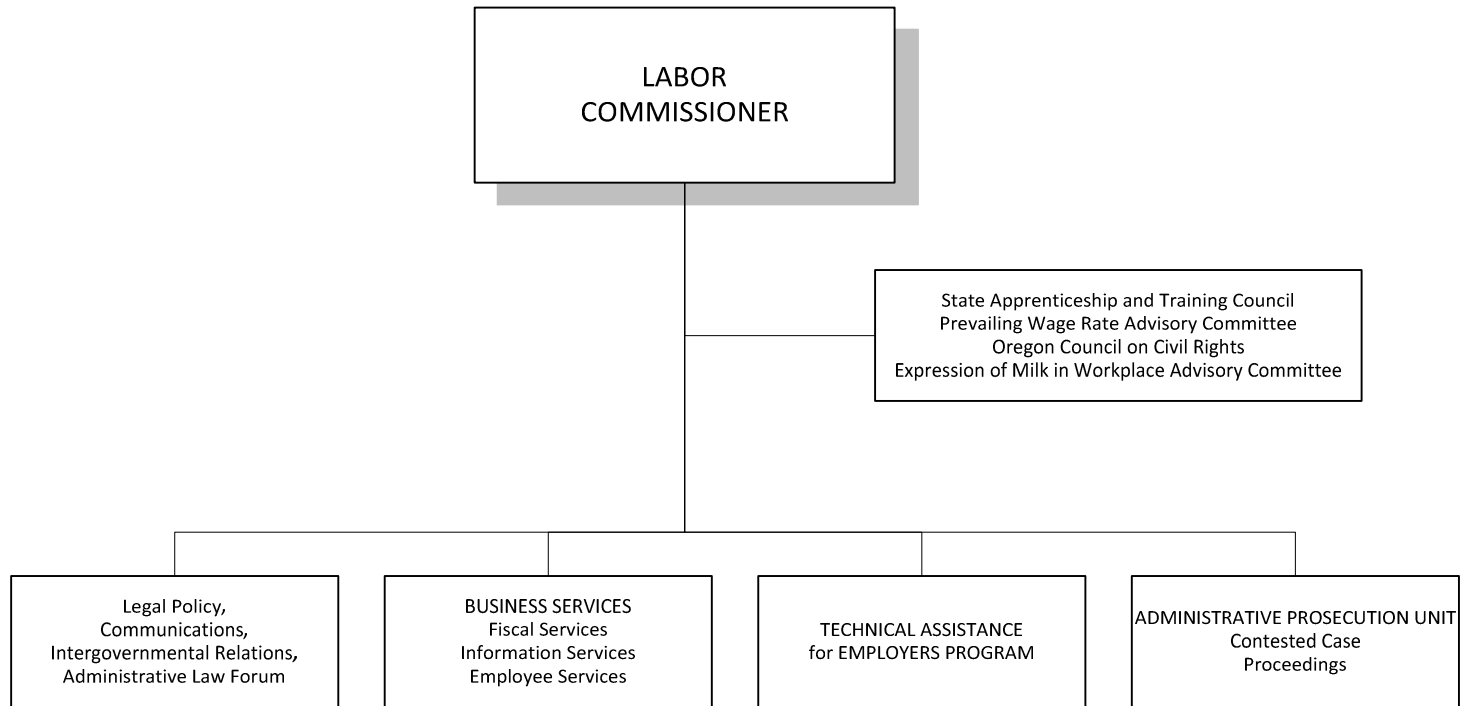 LABOR
COMMISSIONER
State Apprenticeship and Training Council
Prevailing Wage Rate Advisory Committee
Oregon Council on Civil Rights
Expression of Milk in Workplace Advisory Committee
Legal Policy,
Communications,
Intergovernmental Relations,
Administrative Law Forum
BUSINESS SERVICES
Fiscal Services
Information Services
Employee Services
TECHNICAL ASSISTANCE
for EMPLOYERS PROGRAM
ADMINISTRATIVE PROSECUTION UNIT
Contested Case
Proceedings